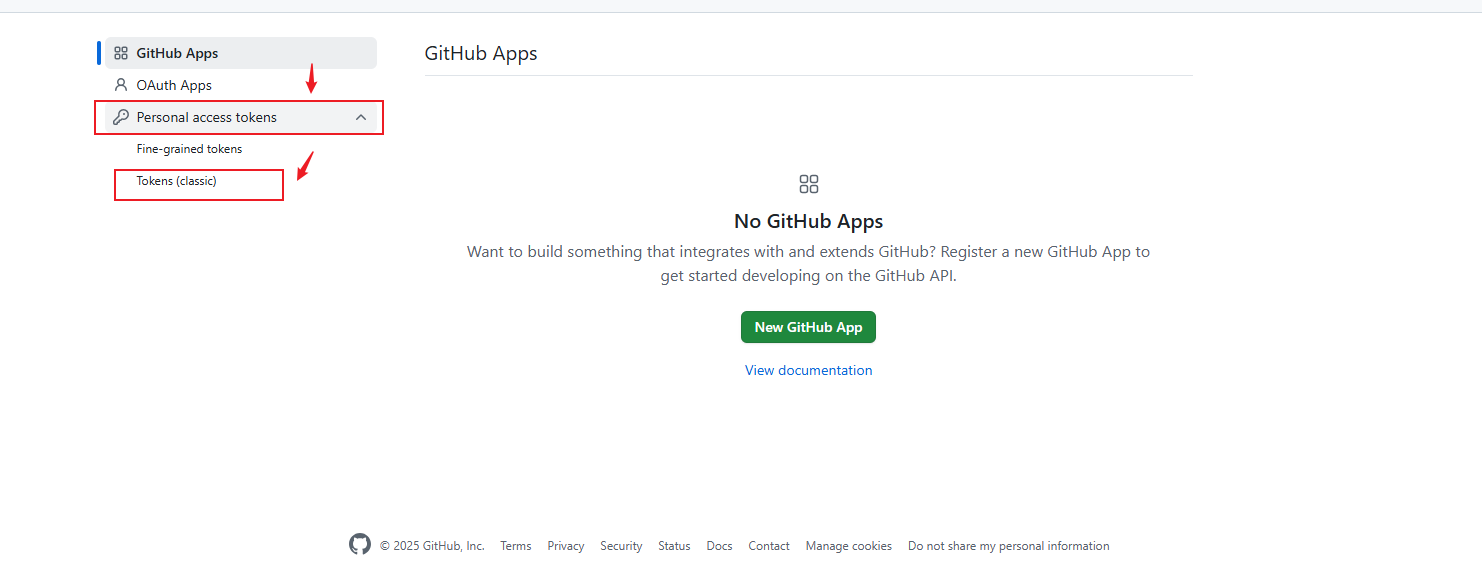 GitHub Apps
OAuth Apps
Personal access tokens
Fine-grained tokens
Tokens (classic)
GitHub Apps
No GitHub Apps
Want to build something that integrates with and extends GitHub? Register a new GitHub App to
get started developing on the GitHub API.
New GitHub App
View documentation
© 2025 GitHub, Inc. Terms Privacy Security Status Docs Contact Manage cookies Do not share my personal information